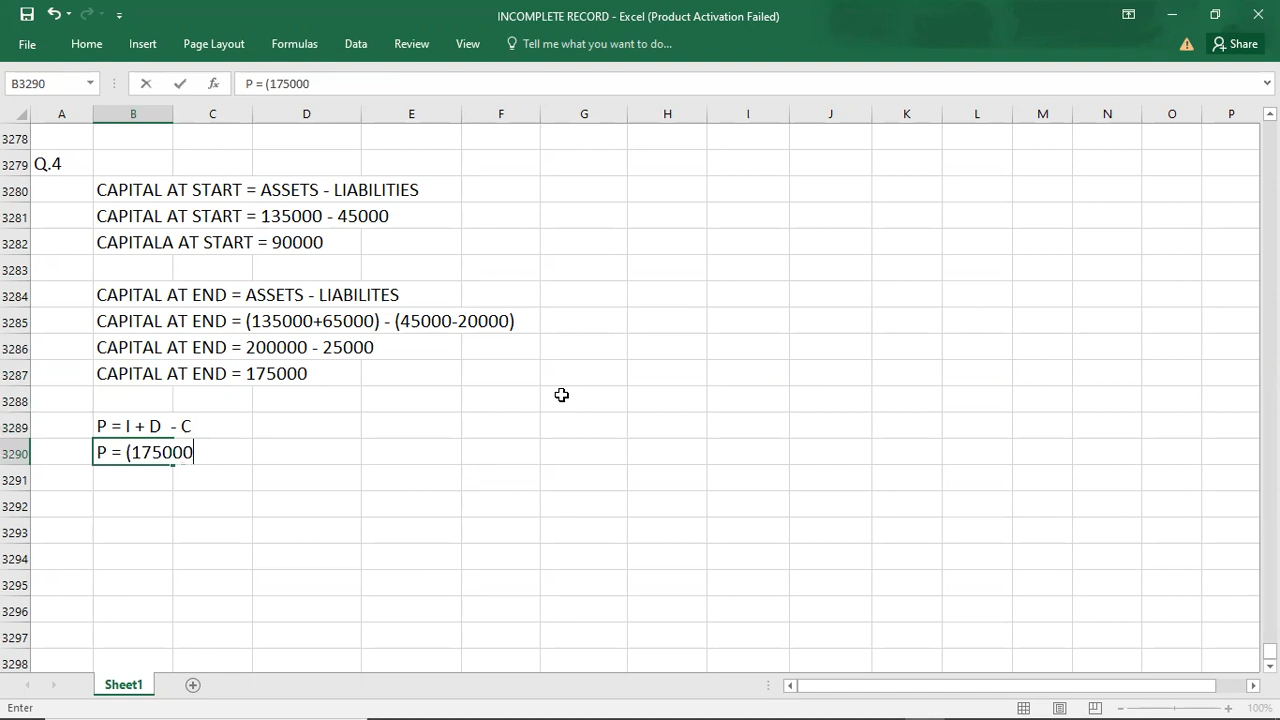 INCOMPLETE RECORD - Excel (Product Activation Failed)
File Home Insert Page Layout Formulas Data Review View Tell me what you want to do... Share
B3290 fx P = (175000
A B C D E F G H I J K L M N O P
3278
3279 Q.4
3280 CAPITAL AT START = ASSETS - LIABILITIES
3281 CAPITAL AT START = 135000 - 45000
3282 CAPITALA AT START = 90000
3283
3284 CAPITAL AT END = ASSETS - LIABILITES
3285 CAPITAL AT END = (135000+65000) - (45000-20000)
3286 CAPITAL AT END = 200000 - 25000
3287 CAPITAL AT END = 175000
3288
3289 P = I + D  - C
3290 P = (175000
3291
3292
3293
3294
3295
3296
3297
3298
Sheet1
Enter 100%